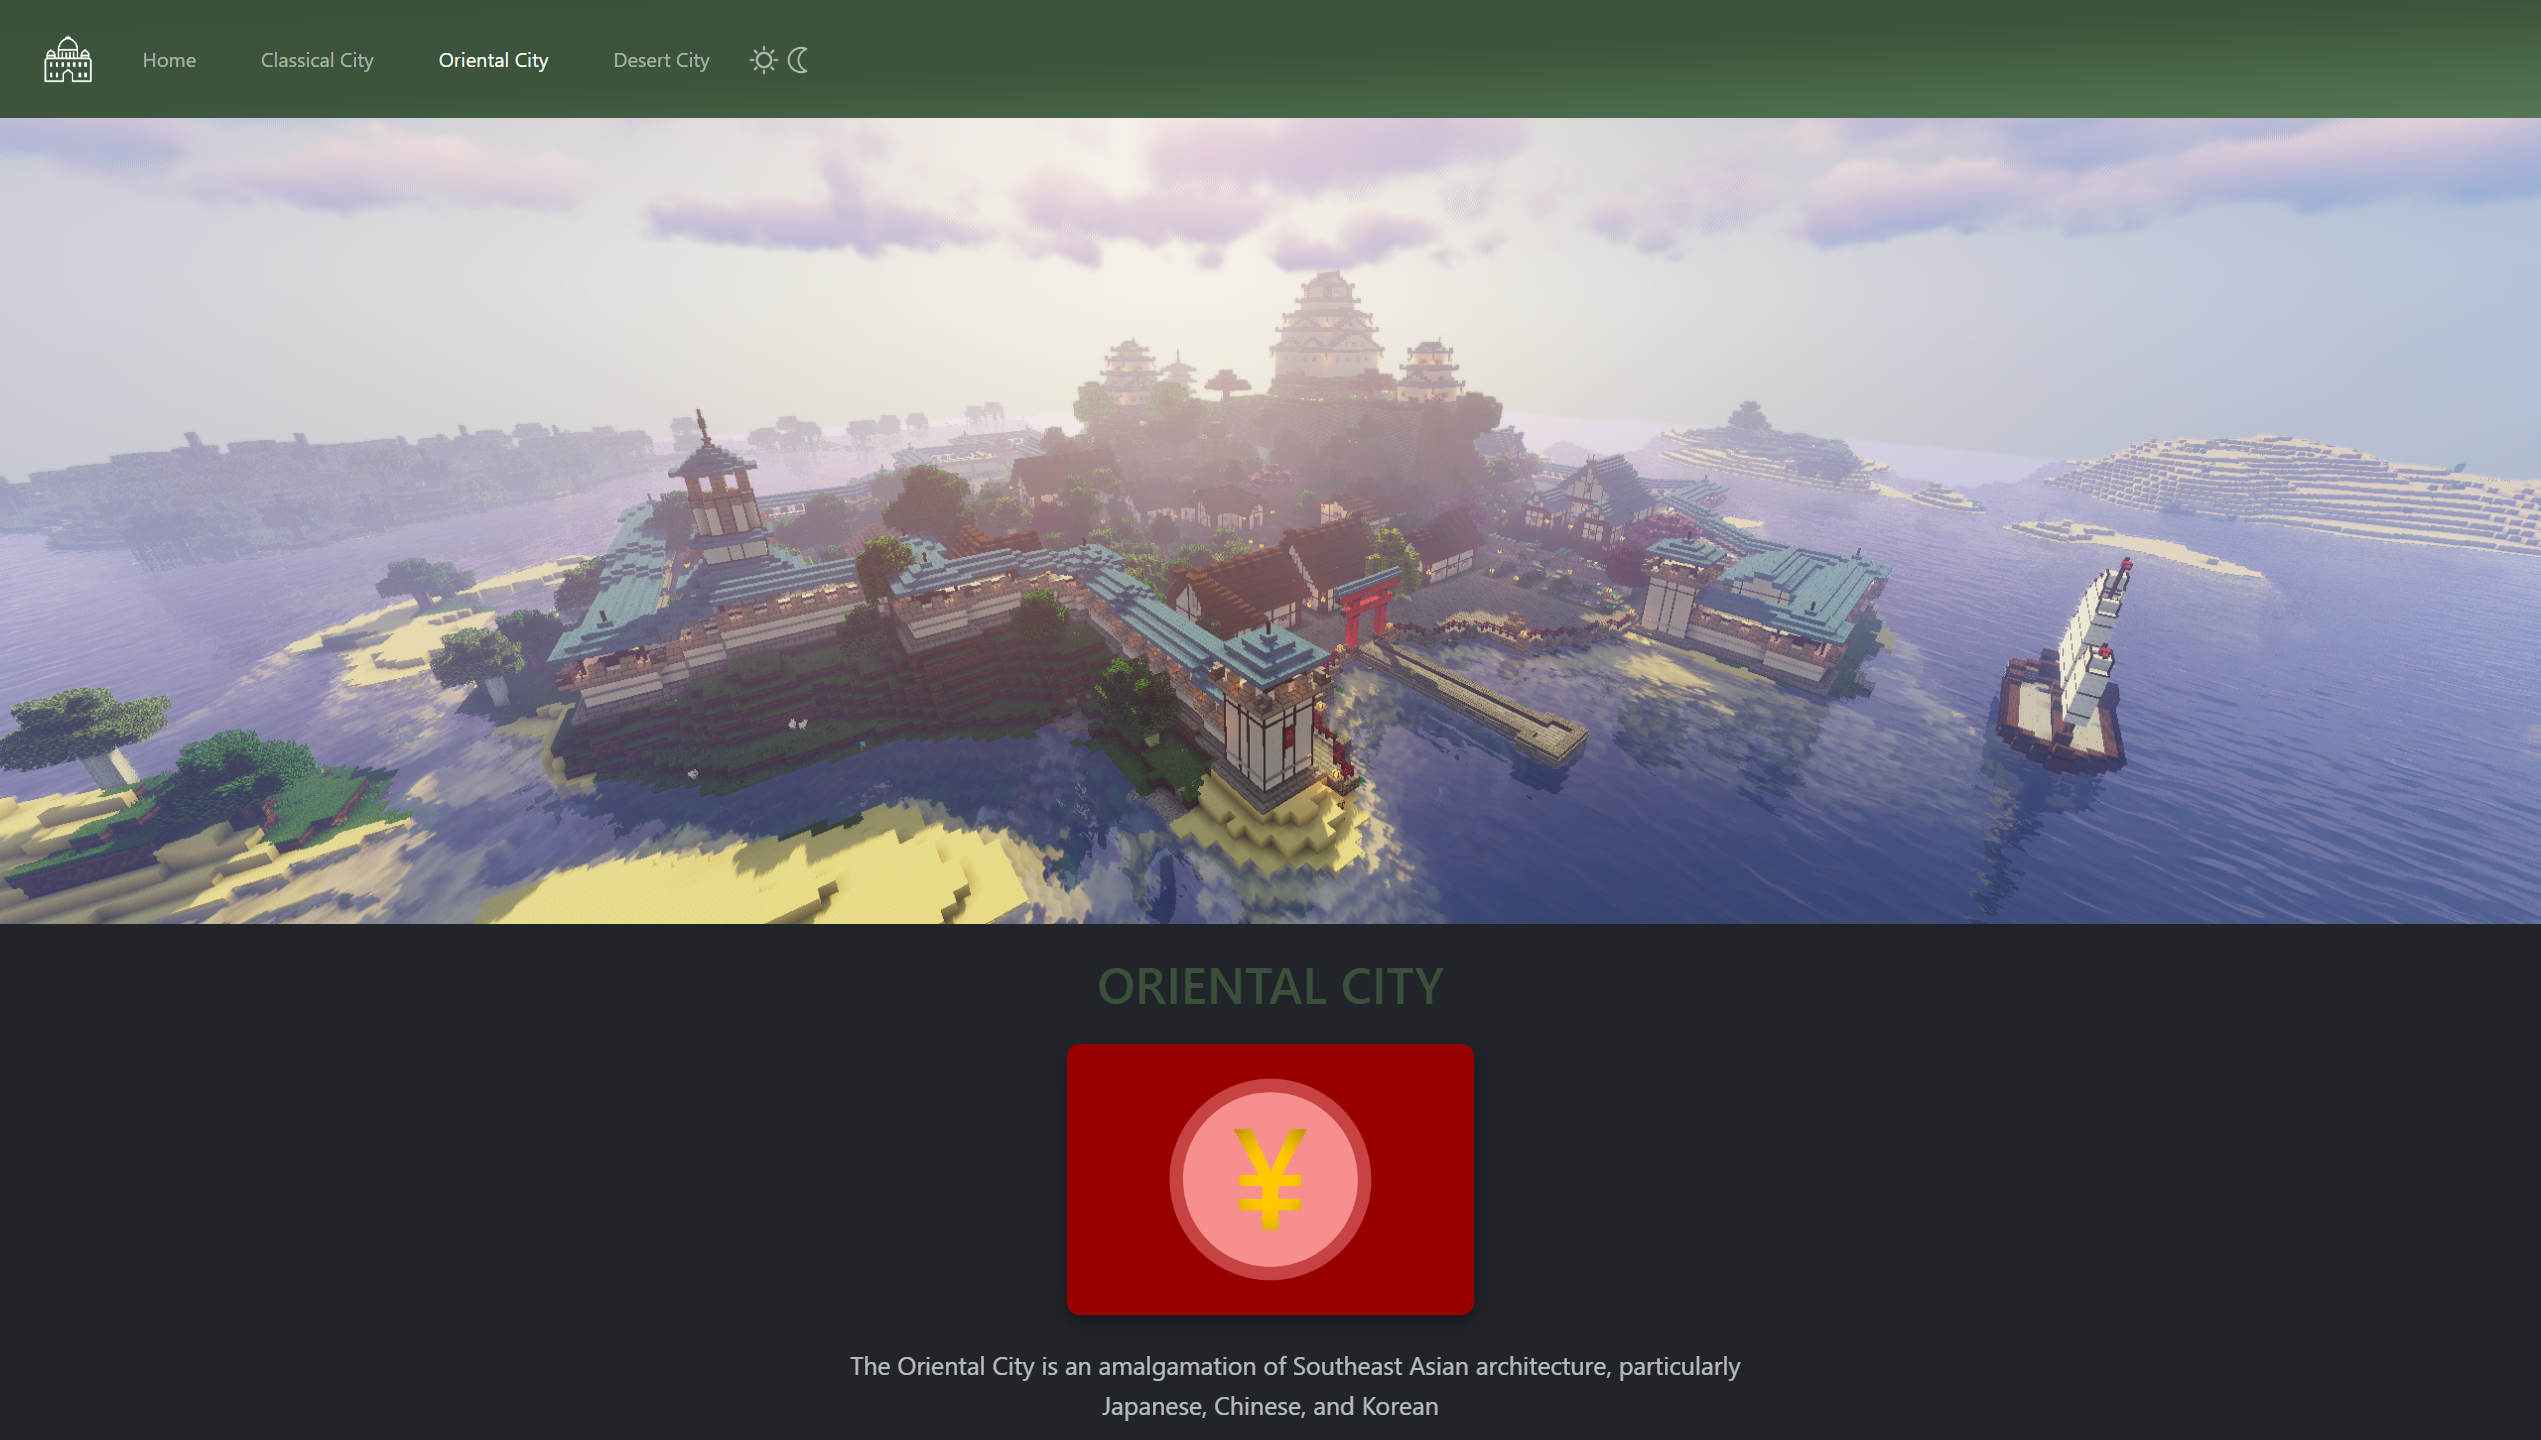 Home
Classical City
Oriental City
Desert City
ORIENTAL CITY
¥
The Oriental City is an amalgamation of Southeast Asian architecture, particularly
Japanese, Chinese, and Korean